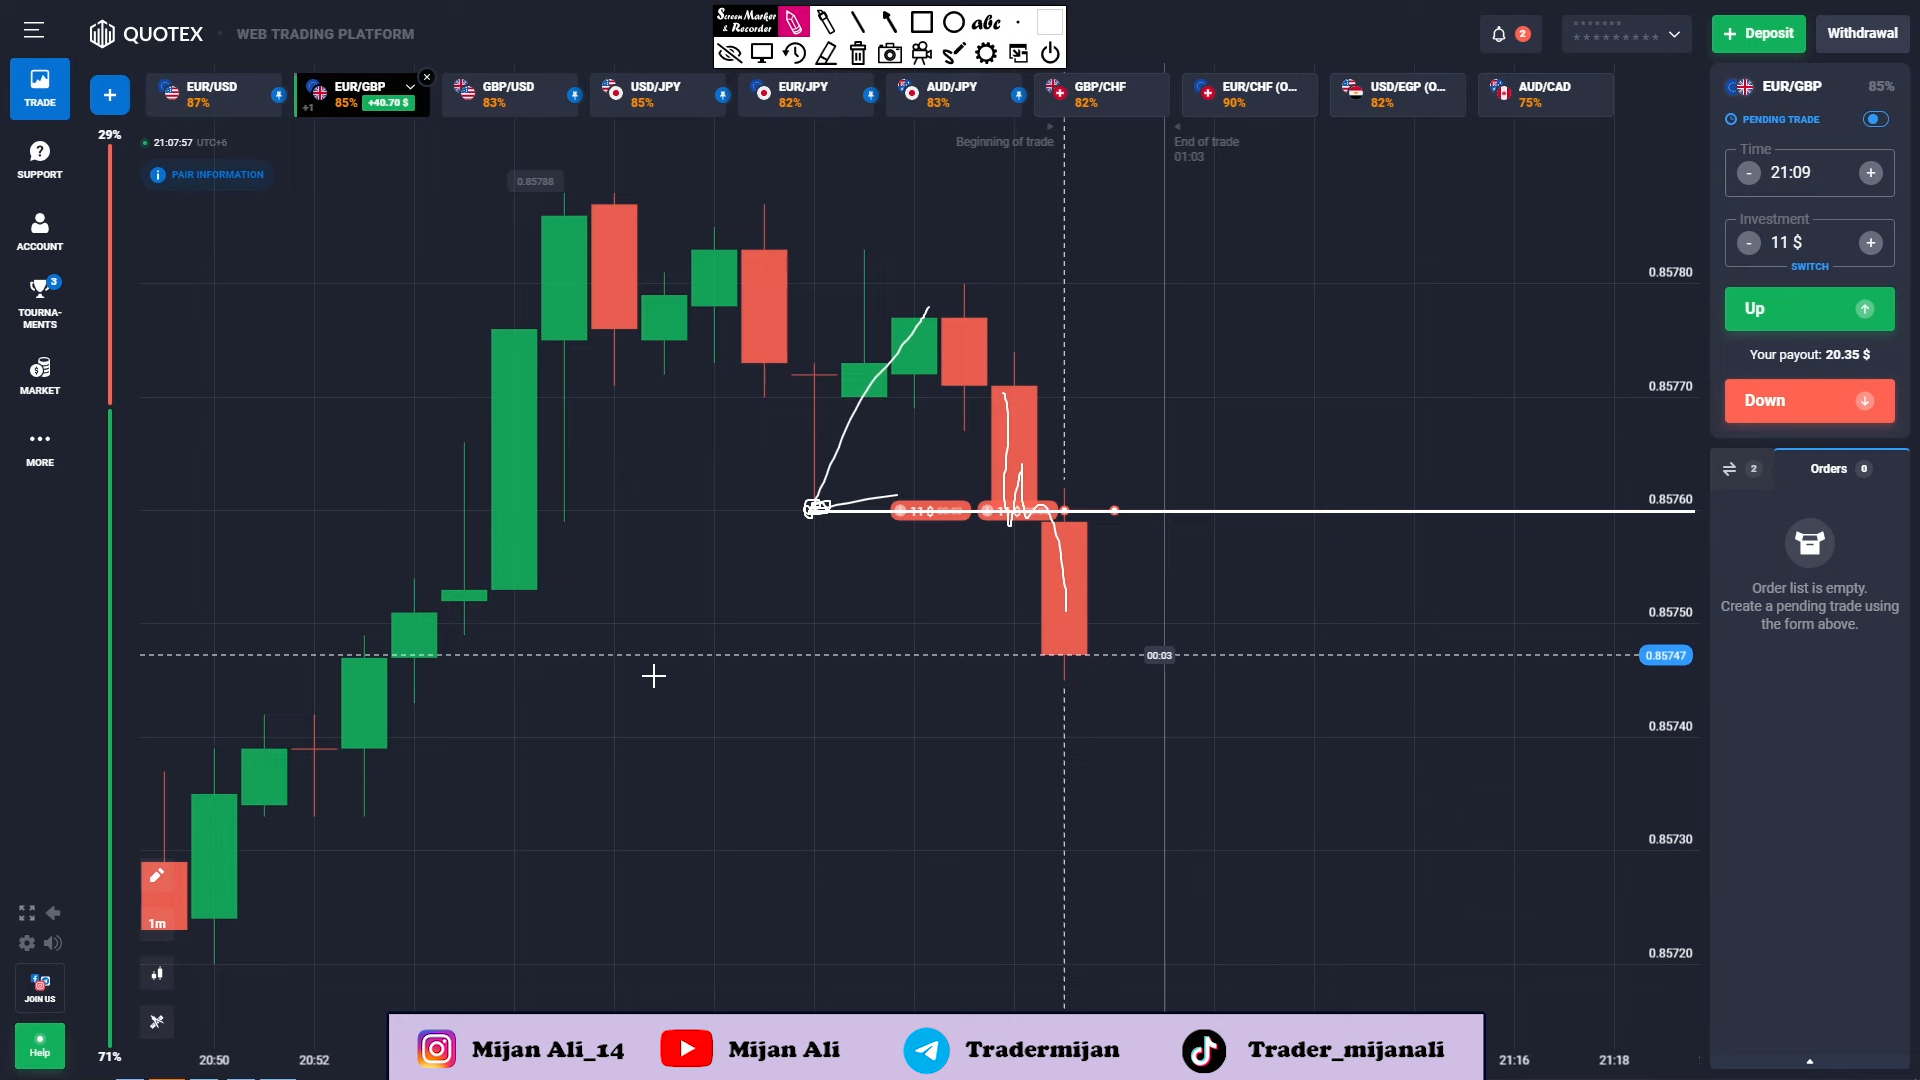 QUOTEX
WEB TRADING PLATFORM
Screen Marker
& Recorder
abc
2
*******
*********
+ Deposit
Withdrawal
TRADE
SUPPORT
ACCOUNT
3
TOURNA-
MENTS
MARKET
MORE
JOIN US
Help
+
EUR/USD
87%
EUR/GBP
+1
85%
+40.70 $
GBP/USD
83%
USD/JPY
85%
EUR/JPY
82%
AUD/JPY
83%
GBP/CHF
82%
EUR/CHF (O...
90%
USD/EGP (O...
82%
AUD/CAD
75%
29%
71%
21:07:57 UTC+6
PAIR INFORMATION
Beginning of trade
End of trade
01:03
0.85788
0.85780
0.85770
0.85760
0.85750
0.85747
0.85740
0.85730
0.85720
11 $
00:03
1m
20:50
20:52
21:16
21:18
EUR/GBP
85%
PENDING TRADE
Time
- 21:09 +
Investment
- 11 $ +
SWITCH
Up
Your payout: 20.35 $
Down
2
Orders 0
Order list is empty.
Create a pending trade using
the form above.
Mijan Ali_14
Mijan Ali
Tradermijan
Trader_mijanali